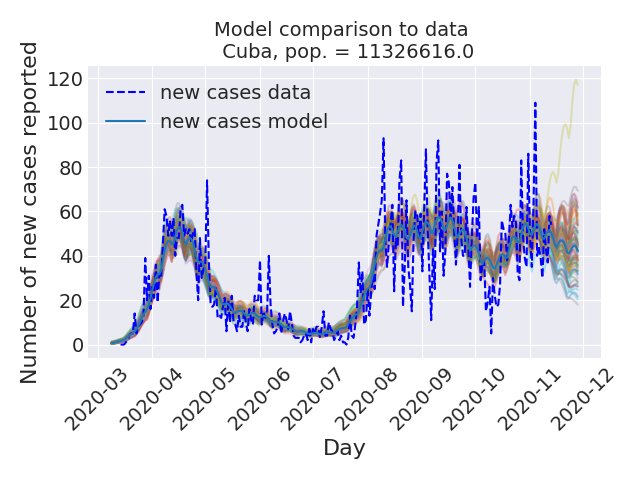 Model comparison to data
Cuba, pop. = 11326616.0
Number of new cases reported
120
100
80
60
40
20
0
new cases data
new cases model
2020-03
2020-04
2020-05
2020-06
2020-07
2020-08
2020-09
2020-10
2020-11
2020-12
Day